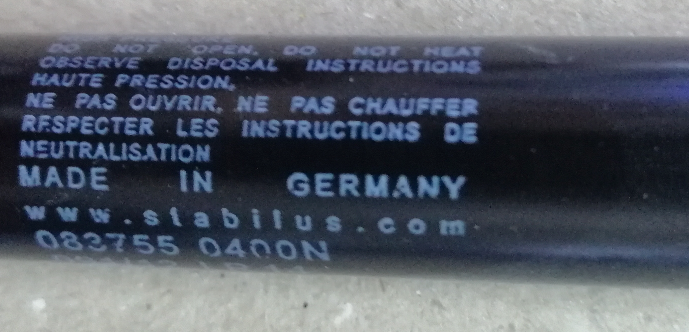 DO NOT OPEN. DO NOT HEAT
OBSERVE DISPOSAL INSTRUCTIONS
HAUTE PRESSION.
NE PAS OUVRIR. NE PAS CHAUFFER
RESPECTER LES INSTRUCTIONS DE
NEUTRALISATION
MADE IN GERMANY
www.stabilus.com
083755 0400N